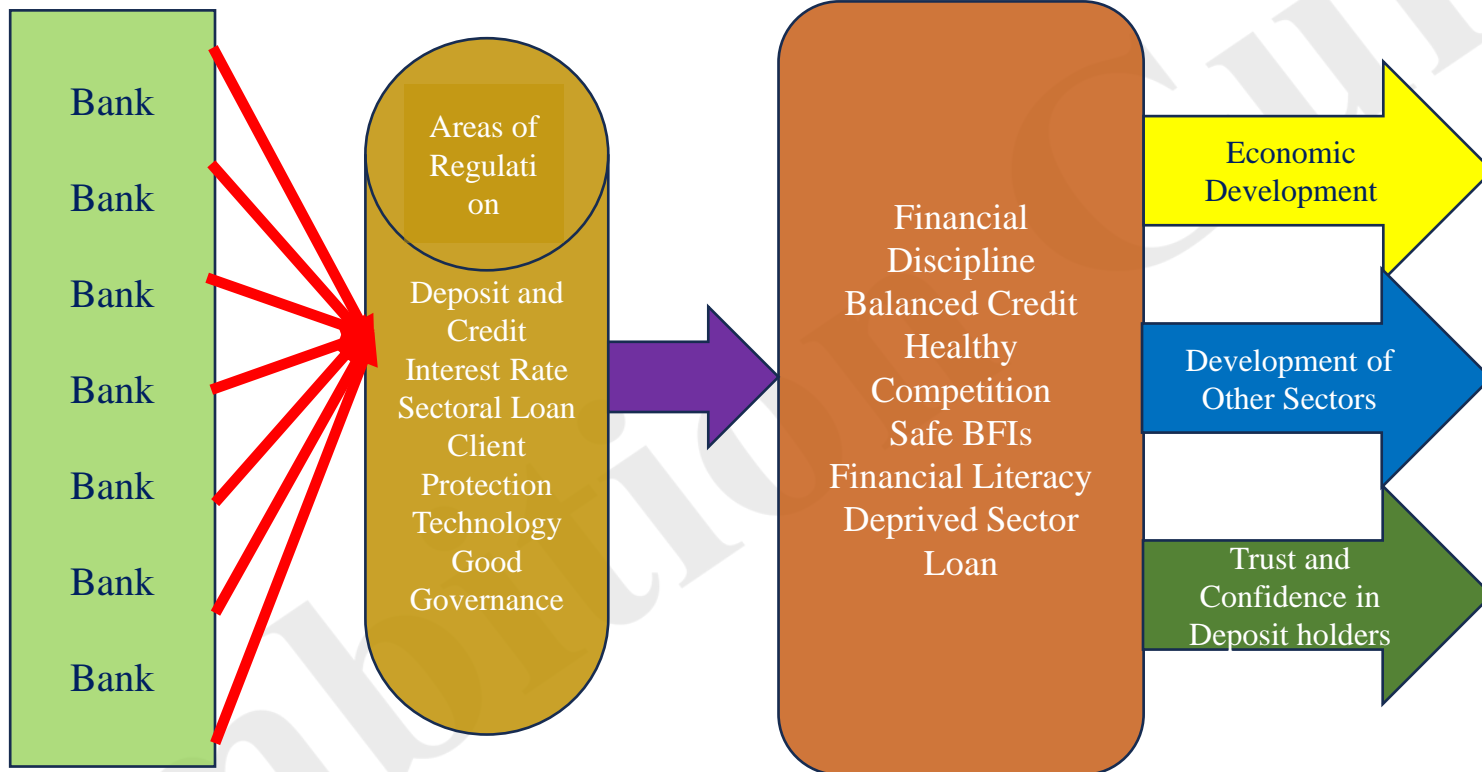 Bank
Bank
Bank
Bank
Bank
Bank
Bank
Areas of
Regulati
on
Deposit and
Credit
Interest Rate
Sectoral Loan
Client
Protection
Technology
Good
Governance
Financial
Discipline
Balanced Credit
Healthy
Competition
Safe BFIs
Financial Literacy
Deprived Sector
Loan
Economic
Development
Development of
Other Sectors
Trust and
Confidence in
Deposit holders